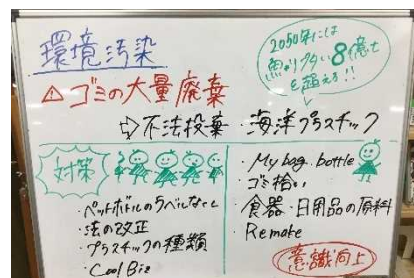 環境汚染
2050年には
魚より多い8億t
を超える!!
⚠ゴミの大量廃棄
⇨不法投棄 海洋プラスチック
対策
・ペットボトルのラベルなくし
・法の改正
・プラスチックの種類
・Cool Biz
・My bag. bottle
・ゴミ拾い
・食器・日用品の原料
・Remake
意識向上